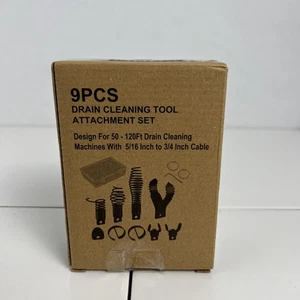 9PCS
DRAIN CLEANING TOOL
ATTACHMENT SET
Design For 50 - 120Ft Drain Cleaning
Machines With 5/16 Inch to 3/4 Inch Cable